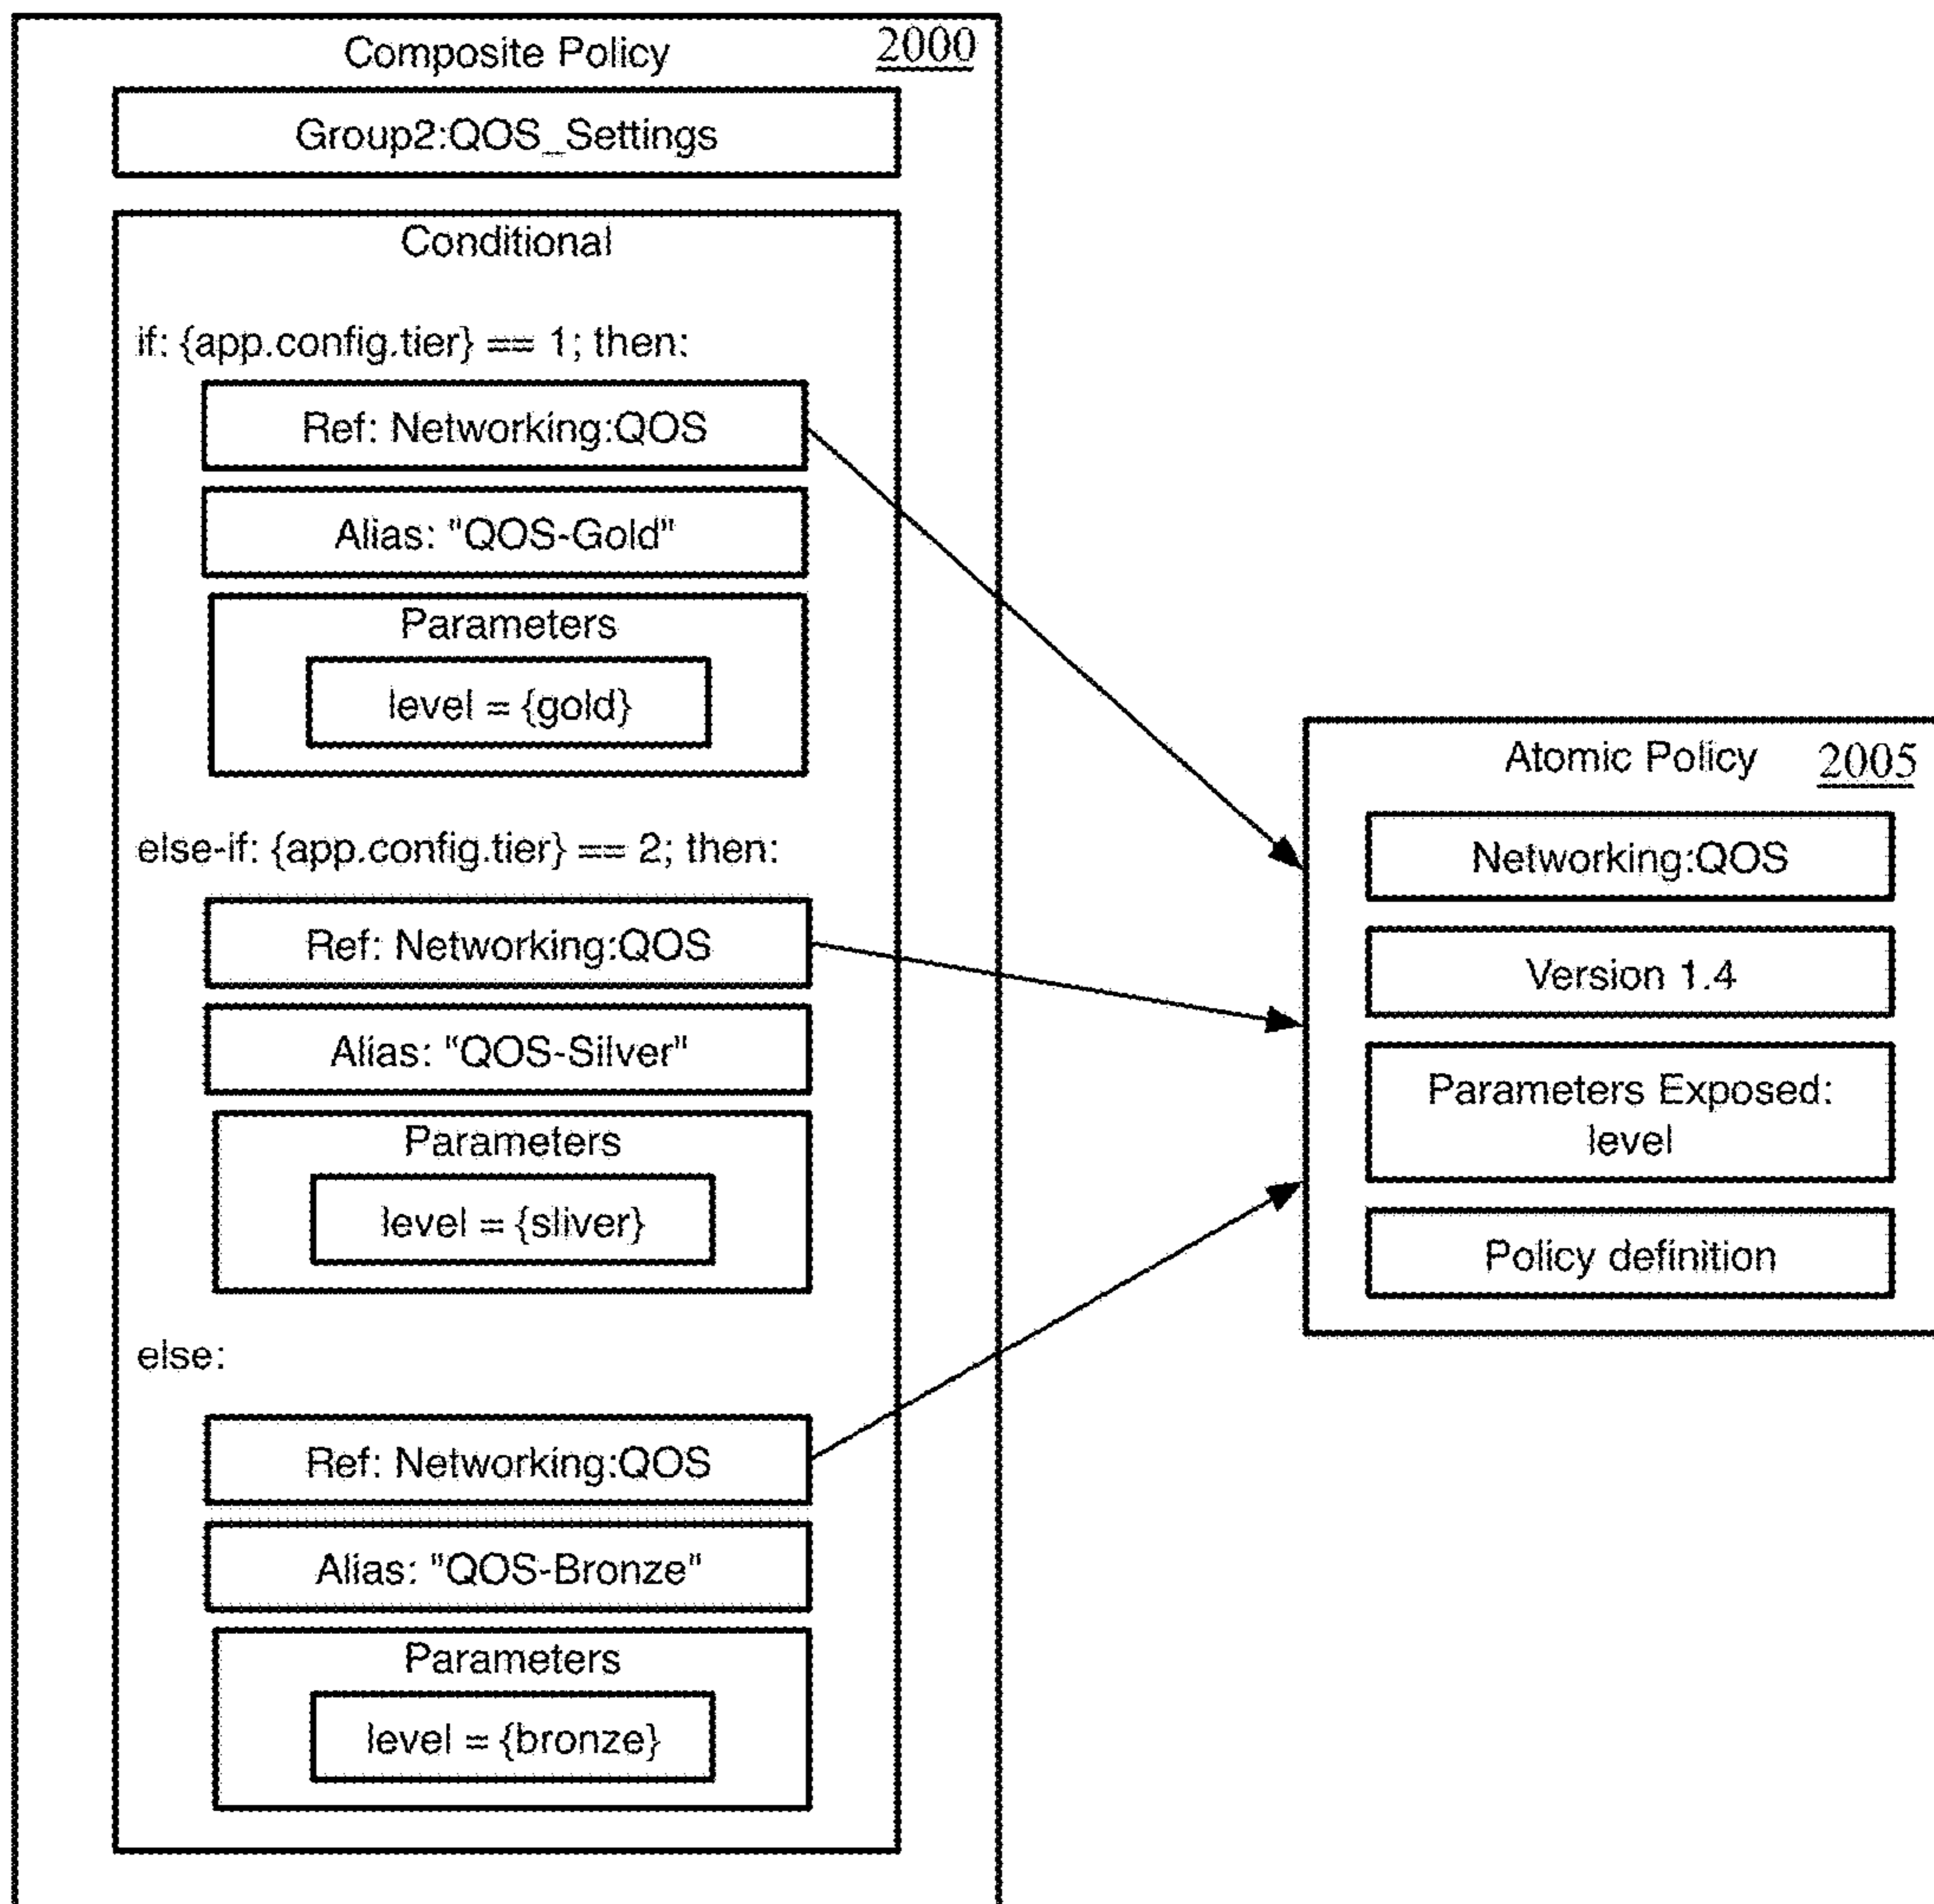 Composite Policy 2000
Group2:QOS_Settings
Conditional
if: {app.config.tier} == 1; then:
Ref: Networking:QOS
Alias: "QOS-Gold"
Parameters
level = {gold}
else-if: {app.config.tier} == 2; then:
Ref: Networking:QOS
Alias: "QOS-Silver"
Parameters
level = {sliver}
else:
Ref: Networking:QOS
Alias: "QOS-Bronze"
Parameters
level = {bronze}
Atomic Policy 2005
Networking:QOS
Version 1.4
Parameters Exposed:
level
Policy definition